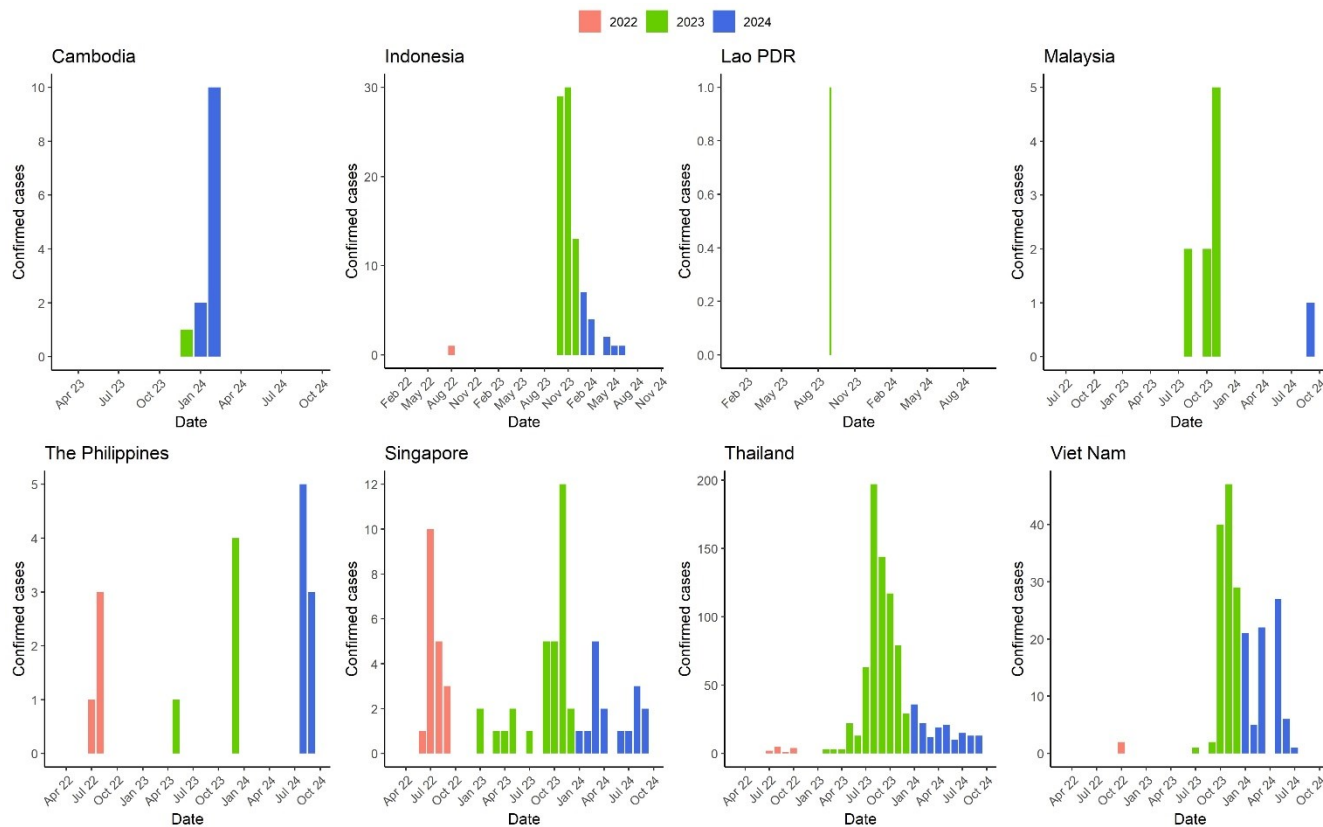 2022 2023 2024
Cambodia
Confirmed cases
10
8
6
4
2
0
Apr 23 Jul 23 Oct 23 Jan 24 Apr 24 Jul 24 Oct 24
Date
Indonesia
Confirmed cases
30
20
10
0
Feb 22 May 22 Aug 22 Nov 22 Feb 23 May 23 Aug 23 Nov 23 Feb 24 May 24 Aug 24 Nov 24
Date
Lao PDR
Confirmed cases
1.0
0.8
0.6
0.4
0.2
0.0
Feb 23 May 23 Aug 23 Nov 23 Feb 24 May 24 Aug 24
Date
Malaysia
Confirmed cases
5
4
3
2
1
0
Jul 22 Oct 22 Jan 23 Apr 23 Jul 23 Oct 23 Jan 24 Apr 24 Jul 24 Oct 24
Date
The Philippines
Confirmed cases
5
4
3
2
1
0
Apr 22 Jul 22 Oct 22 Jan 23 Apr 23 Jul 23 Oct 23 Jan 24 Apr 24 Jul 24 Oct 24
Date
Singapore
Confirmed cases
12
10
8
6
4
2
0
Apr 22 Jul 22 Oct 22 Jan 23 Apr 23 Jul 23 Oct 23 Jan 24 Apr 24 Jul 24 Oct 24
Date
Thailand
Confirmed cases
200
150
100
50
0
Apr 22 Jul 22 Oct 22 Jan 23 Apr 23 Jul 23 Oct 23 Jan 24 Apr 24 Jul 24 Oct 24
Date
Viet Nam
Confirmed cases
40
30
20
10
0
Apr 22 Jul 22 Oct 22 Jan 23 Apr 23 Jul 23 Oct 23 Jan 24 Apr 24 Jul 24 Oct 24
Date